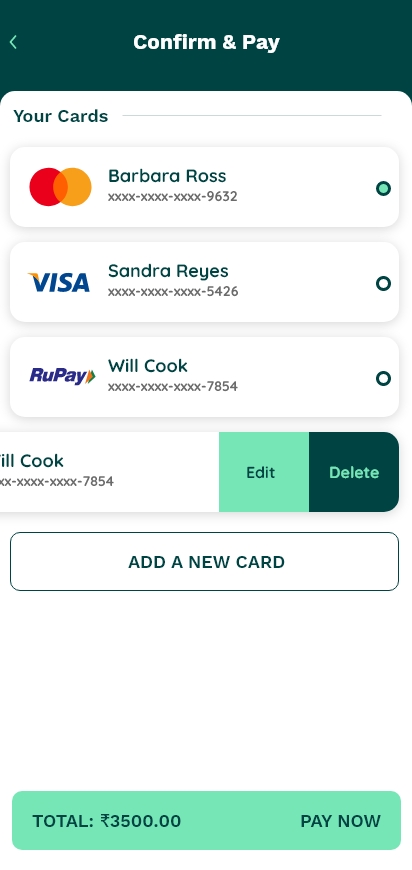 Confirm & Pay
Your Cards
Barbara Ross
xxxx-xxxx-xxxx-9632
VISA
Sandra Reyes
xxxx-xxxx-xxxx-5426
RuPay
Will Cook
xxxx-xxxx-xxxx-7854
ill Cook
xx-xxxx-xxxx-7854
Edit
Delete
ADD A NEW CARD
TOTAL: ₹3500.00
PAY NOW